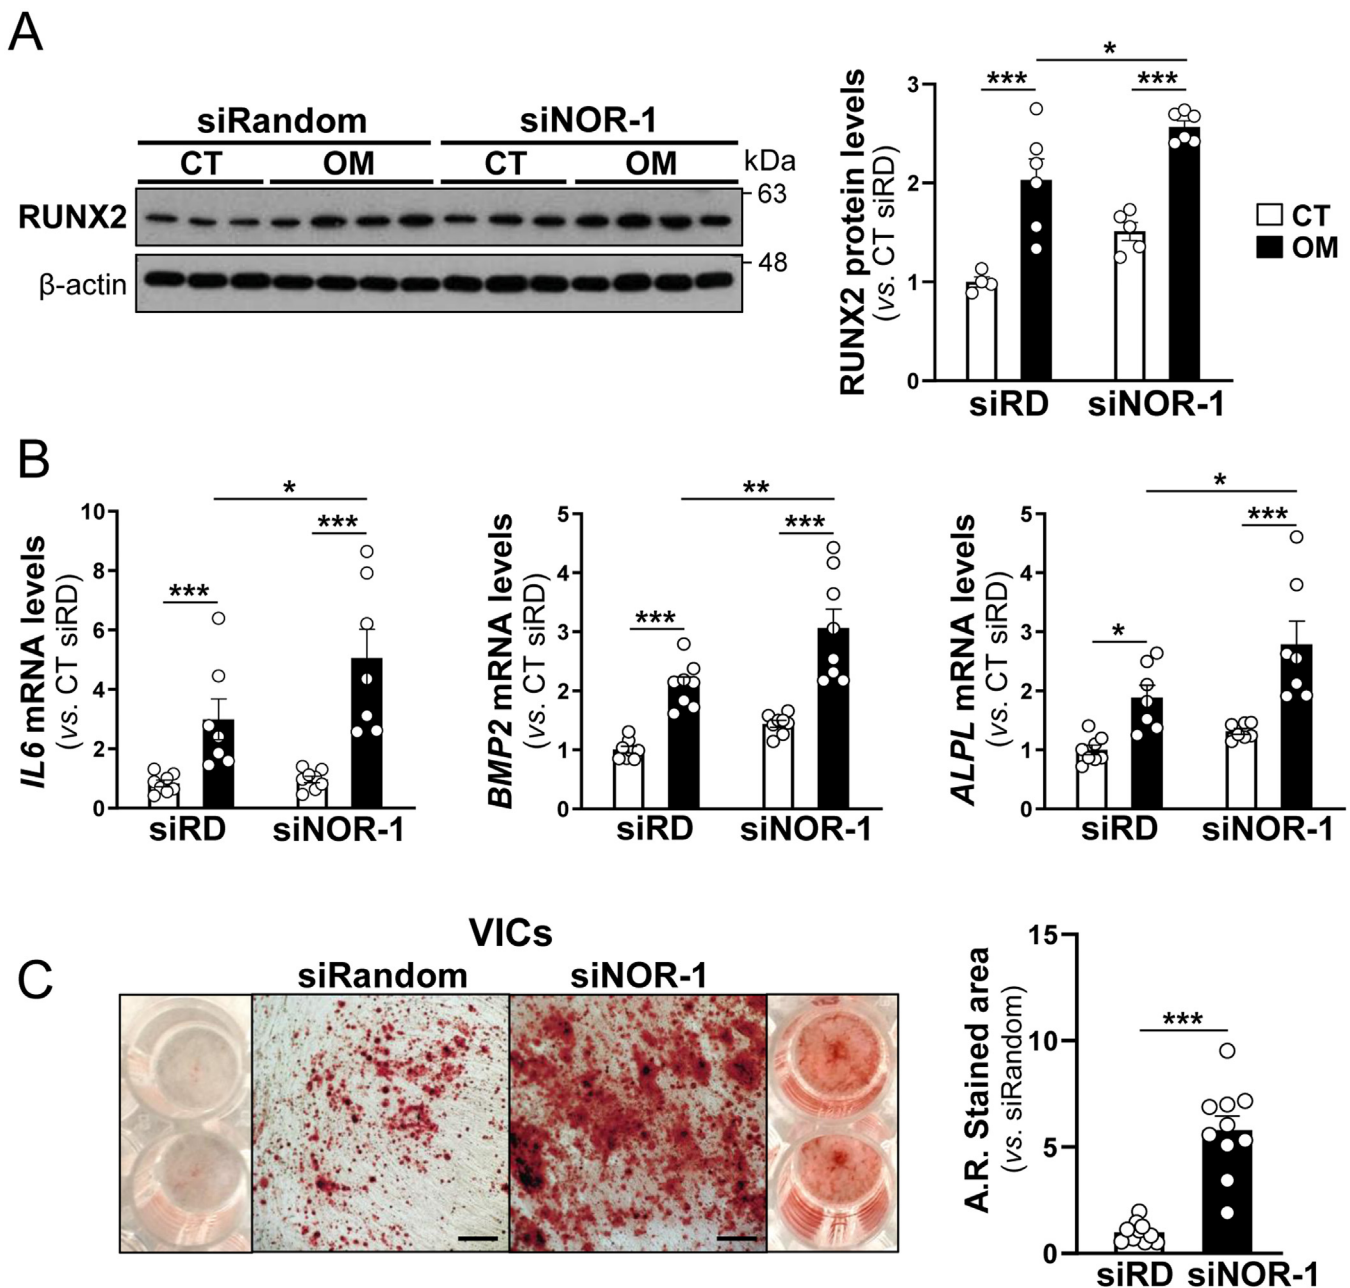 A
siRandom siNOR-1
CT OM CT OM kDa
RUNX2
63
β-actin
48
RUNX2 protein levels
(vs. CT siRD)
3
2
1
0
***
***
*
siRD siNOR-1
CT
OM
B
IL6 mRNA levels
(vs. CT siRD)
10
8
6
4
2
0
***
***
*
siRD siNOR-1
BMP2 mRNA levels
(vs. CT siRD)
5
4
3
2
1
0
***
***
**
siRD siNOR-1
ALPL mRNA levels
(vs. CT siRD)
5
4
3
2
1
0
*
***
*
siRD siNOR-1
C
VICs
siRandom siNOR-1
A.R. Stained area
(vs. siRandom)
15
10
5
0
***
siRD siNOR-1